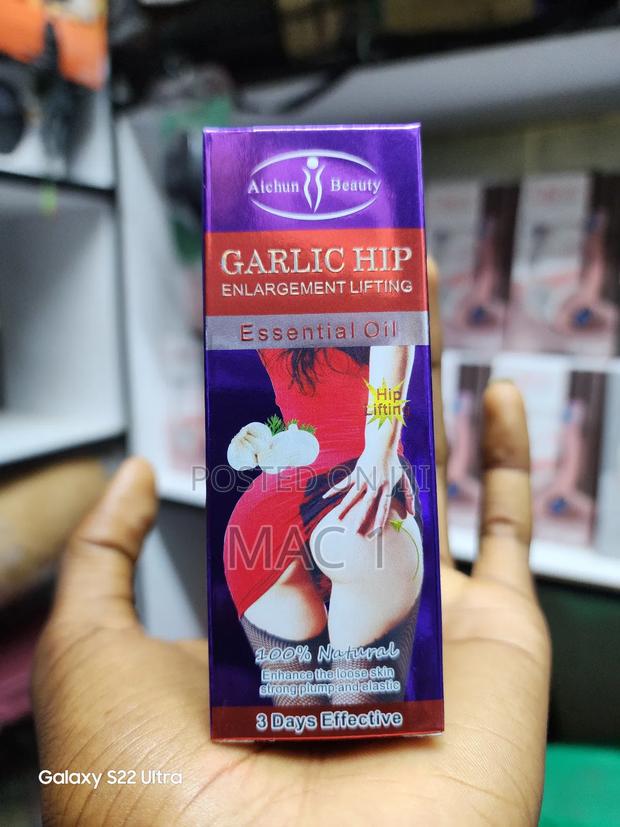 Aichun Beauty
GARLIC HIP
ENLARGEMENT LIFTING
Essential Oil
Hip
Lifting
POSTED ON JIJI
MAC 1
100% Natural
Enhance the loose skin
strong plump and elastic
3 Days Effective
Galaxy S22 Ultra